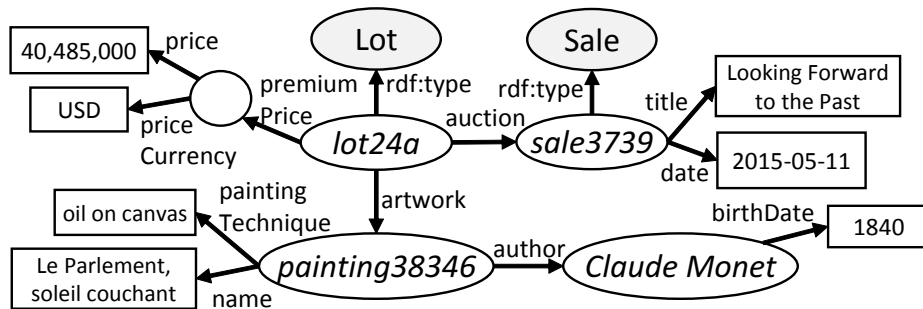 40,485,000
price
Lot
Sale
USD
premium
Price
rdf:type
rdf:type
title
Looking Forward
to the Past
price
Currency
lot24a
auction
sale3739
date
2015-05-11
oil on canvas
painting
Technique
artwork
birthDate
1840
Le Parlement,
soleil couchant
name
painting38346
author
Claude Monet